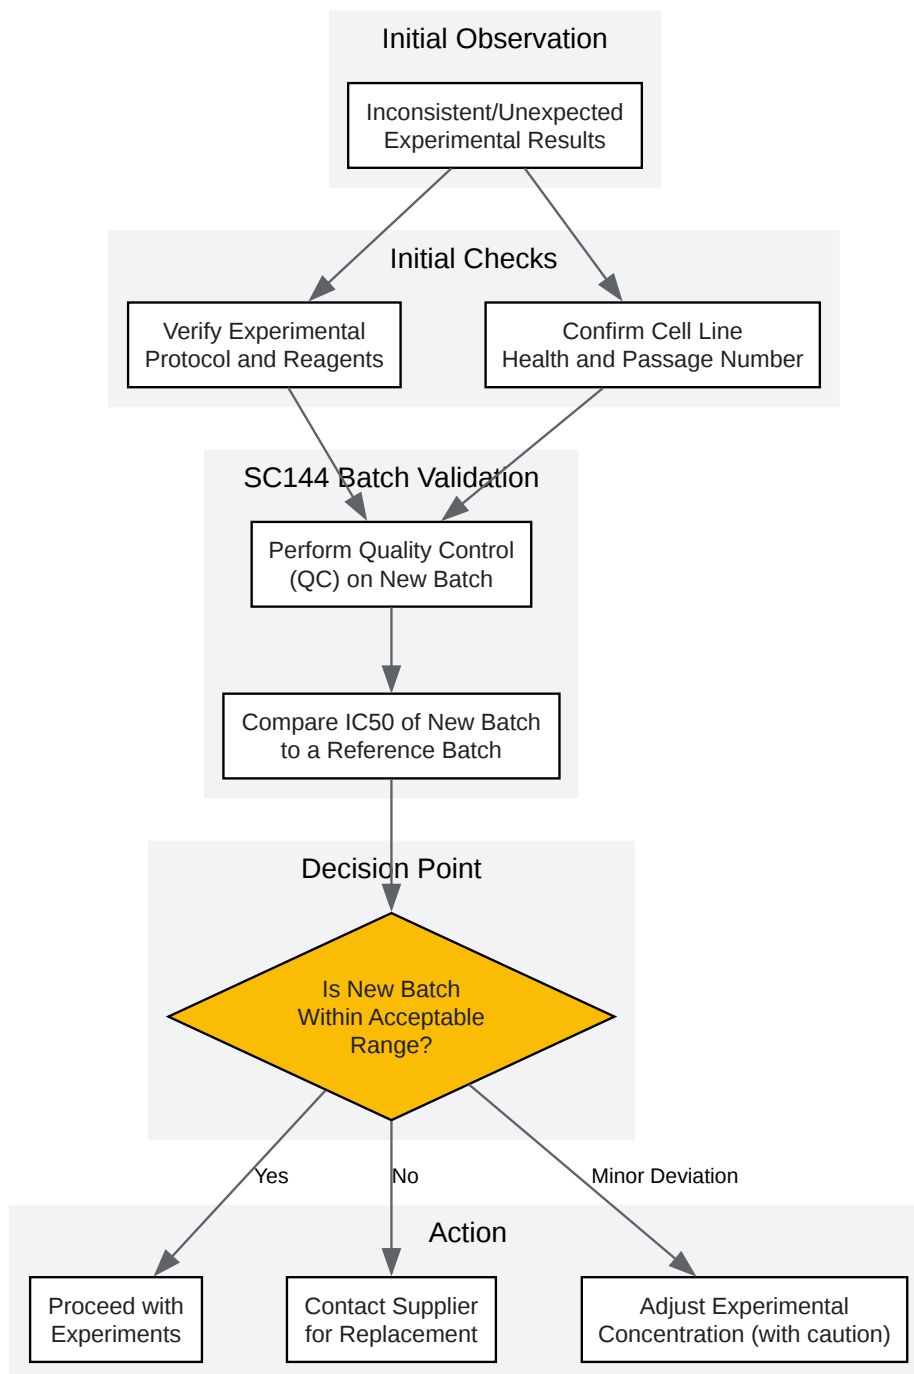 Initial Observation
Inconsistent/Unexpected
Experimental Results
Initial Checks
Verify Experimental
Protocol and Reagents
Confirm Cell Line
Health and Passage Number
SC144 Batch Validation
Perform Quality Control
(QC) on New Batch
Compare IC50 of New Batch
to a Reference Batch
Decision Point
Is New Batch
Within Acceptable
Range?
Yes
No
Minor Deviation
Action
Proceed with
Experiments
Contact Supplier
for Replacement
Adjust Experimental
Concentration (with caution)